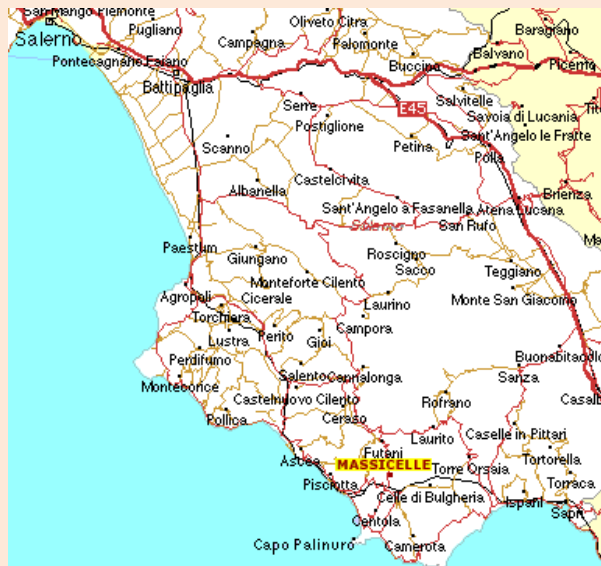 San Mango Piemonte
Salerno
Pugliano
Oliveto Citra
Baragiano
Campagna
Palomonte
Balvano
Pontecagnano Faiano
Buccino
Picerno
Battipaglia
Serre
E45
Salvitelle
Postiglione
Savoia di Lucania
Sant'Angelo le Fratte
Scanno
Petina
Polla
Castelcivita
Albanella
Brienza
Sant'Angelo a Fasanella
Atena Lucana
Salerno
San Rufo
Paestum
Giungano
Roscigno
Sacco
Teggiano
Monteforte Cilento
Agropoli
Cicerale
Laurino
Monte San Giacomo
Torchiara
Campora
Lustra
Perito
Gioi
Perdifumo
Buonabitacolo
Salento
Cannalonga
Sanza
Montecorice
Castelnuovo Cilento
Rofrano
Casalb
Pollica
Ceraso
Laurito
Caselle in Pittari
Futani
Ascea
MASSICELLE
Torre Orsaia
Tortorella
Pisciotta
Torraca
Celle di Bulgheria
Ispani
Sapri
Centola
Capo Palinuro
Camerota